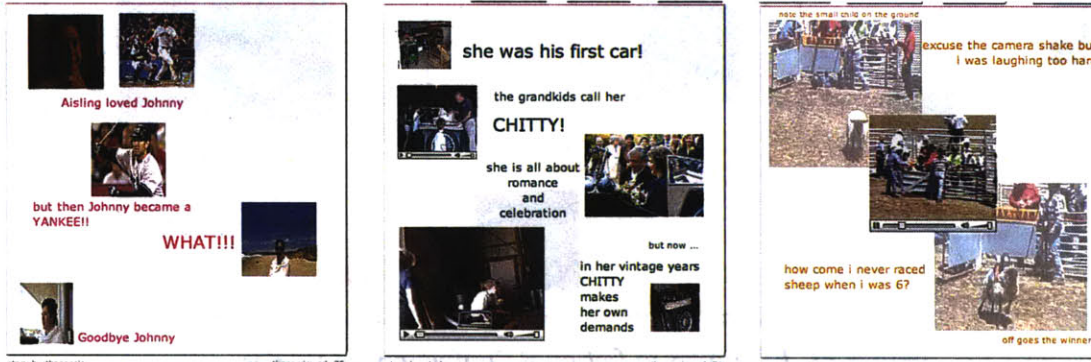 Aisling loved Johnny
but then Johnny became a
YANKEE!!
WHAT!!!
Goodbye Johnny
she was his first car!
the grandkids call her
CHITTY!
she is all about
romance
and
celebration
but now ...
in her vintage years
CHITTY
makes
her own
demands
note the small child on the ground
excuse the camera shake bu
i was laughing too har
how come i never raced
sheep when i was 6?
off goes the winner